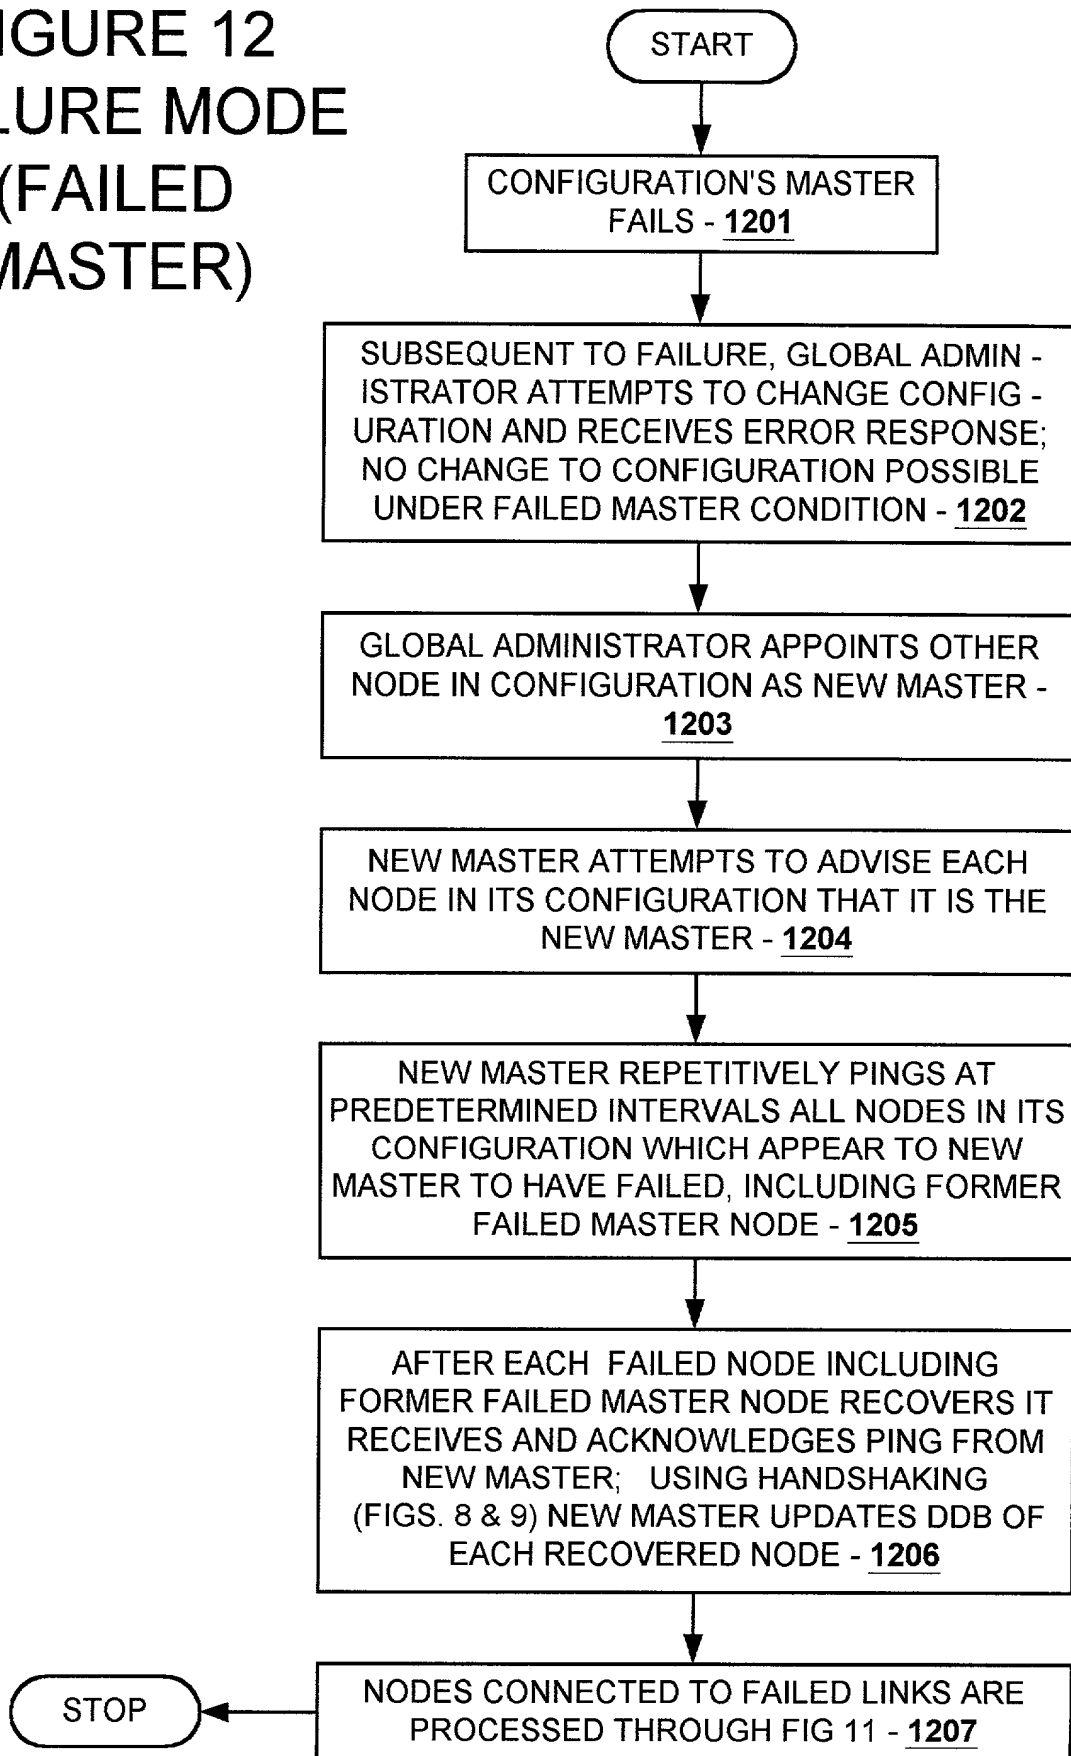 IGURE 12
LURE MODE
(FAILED
MASTER)
START
CONFIGURATION'S MASTER
FAILS - 1201
SUBSEQUENT TO FAILURE, GLOBAL ADMIN -
ISTRATOR ATTEMPTS TO CHANGE CONFIG -
URATION AND RECEIVES ERROR RESPONSE;
NO CHANGE TO CONFIGURATION POSSIBLE
UNDER FAILED MASTER CONDITION - 1202
GLOBAL ADMINISTRATOR APPOINTS OTHER
NODE IN CONFIGURATION AS NEW MASTER -
1203
NEW MASTER ATTEMPTS TO ADVISE EACH
NODE IN ITS CONFIGURATION THAT IT IS THE
NEW MASTER - 1204
NEW MASTER REPETITIVELY PINGS AT
PREDETERMINED INTERVALS ALL NODES IN ITS
CONFIGURATION WHICH APPEAR TO NEW
MASTER TO HAVE FAILED, INCLUDING FORMER
FAILED MASTER NODE - 1205
AFTER EACH FAILED NODE INCLUDING
FORMER FAILED MASTER NODE RECOVERS IT
RECEIVES AND ACKNOWLEDGES PING FROM
NEW MASTER; USING HANDSHAKING
(FIGS. 8 & 9) NEW MASTER UPDATES DDB OF
EACH RECOVERED NODE - 1206
NODES CONNECTED TO FAILED LINKS ARE
PROCESSED THROUGH FIG 11 - 1207
STOP